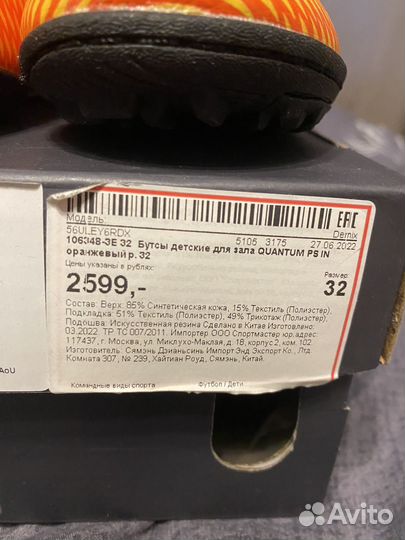 Модель:
56ULEY6RDX
Demix
106348-3E 32 Бутсы детские для зала QUANTUM PS IN
5105 3175
27.06.2022
оранжевый р. 32
Цены указаны в рублях:
Размер:
2599,-
32
Состав: Верх: 85% Синтетическая кожа, 15% Текстиль (Полиэстер),
Подкладка: 51% Текстиль (Полиэстер), 49% Трикотаж (Полиэстер),
Подошва: Искусственная резина Сделано в Китае Изготовлено:
03.2022. ТР ТС 007/2011. Импортер ООО Спортмастер юр.адрес:
117437, г. Москва, ул. Миклухо-Маклая, д. 18, корпус 2, ком. 102.
Изготовитель: Сямэнь Дзианьсинь Импорт Энд Экспорт Ко., Лтд.
Комната 307, № 239, Хайтиан Роуд, Сямэнь, Китай.
Командные виды спорта
Футбол / Дети
AoU
Avito